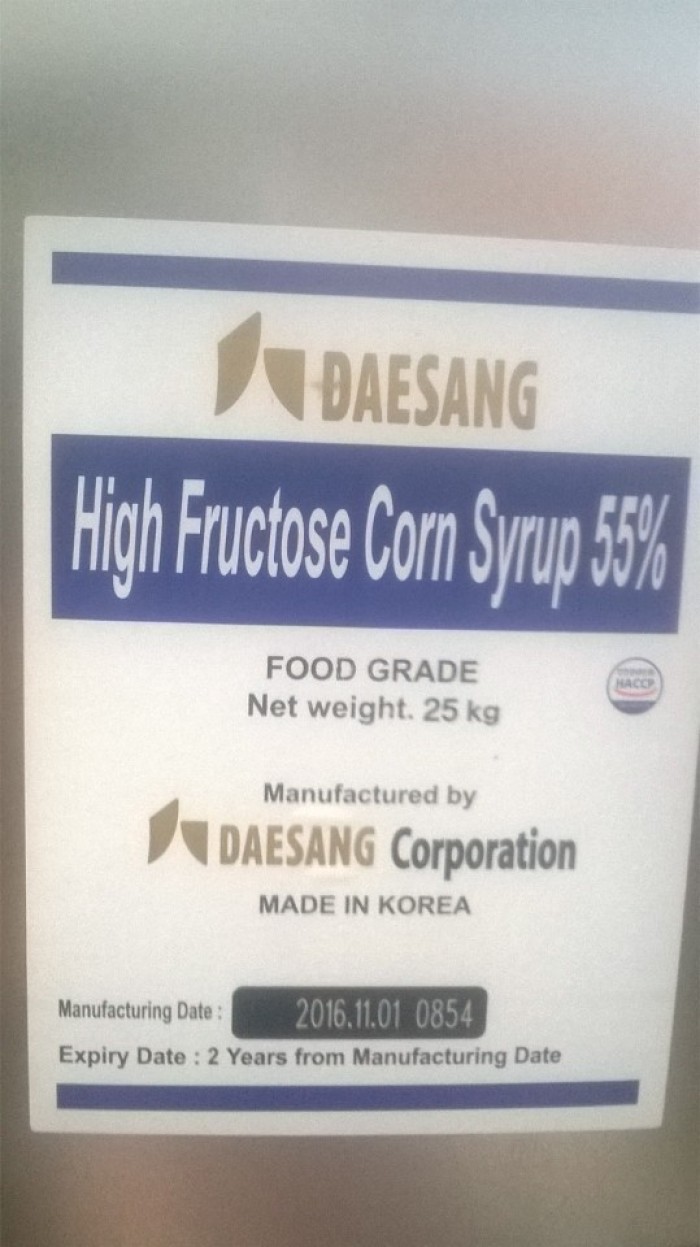 DAESANG
High Fructose Corn Syrup 55%
FOOD GRADE
Net weight. 25 kg
HACCP
Manufactured by
DAESANG Corporation
MADE IN KOREA
Manufacturing Date : 2016.11.01 0854
Expiry Date : 2 Years from Manufacturing Date